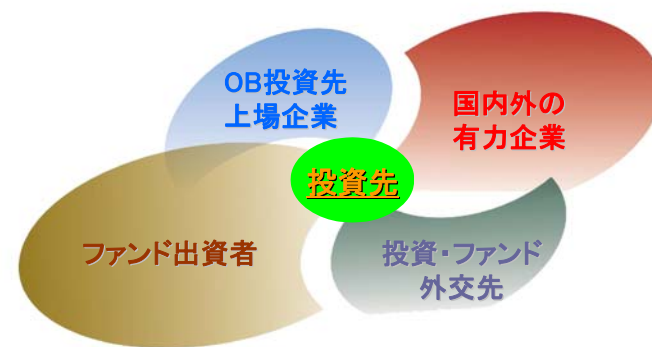 OB投資先
上場企業
国内外の
有力企業
投資先
ファンド出資者
投資・ファンド
外交先